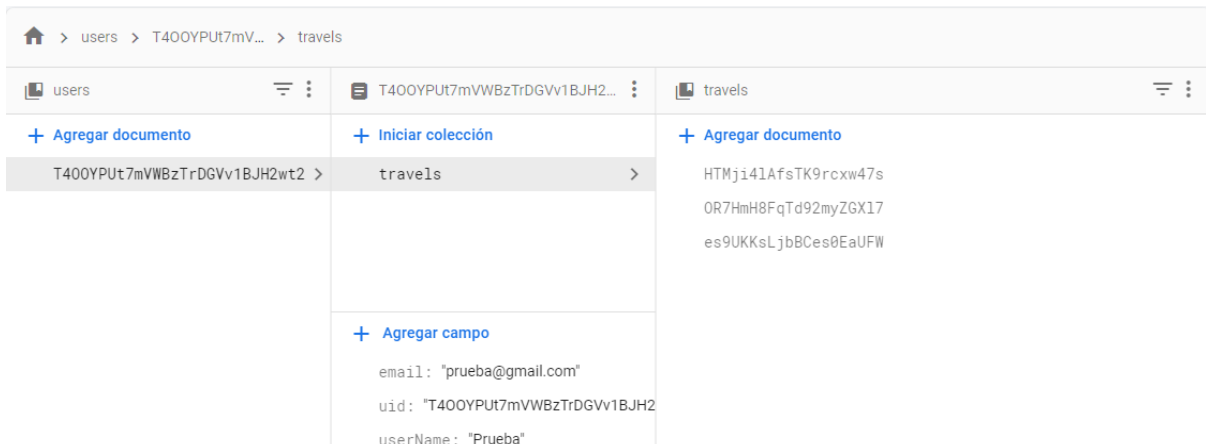 users > T4OOYPUt7mV... > travels
users
Agregar documento
T4OOYPUt7mVWBzTrDGVv1BJH2wt2
T4OOYPUt7mVWBzTrDGVv1BJH2...
Iniciar colección
travels
Agregar campo
email: "prueba@gmail.com"
uid: "T4OOYPUt7mVWBzTrDGVv1BJH2
userName: "Prueba"
travels
Agregar documento
HTMji4lAfsTK9rcxw47s
OR7HmH8FqTd92myZGXl7
es9UKKsLjbBCes0EaUFW